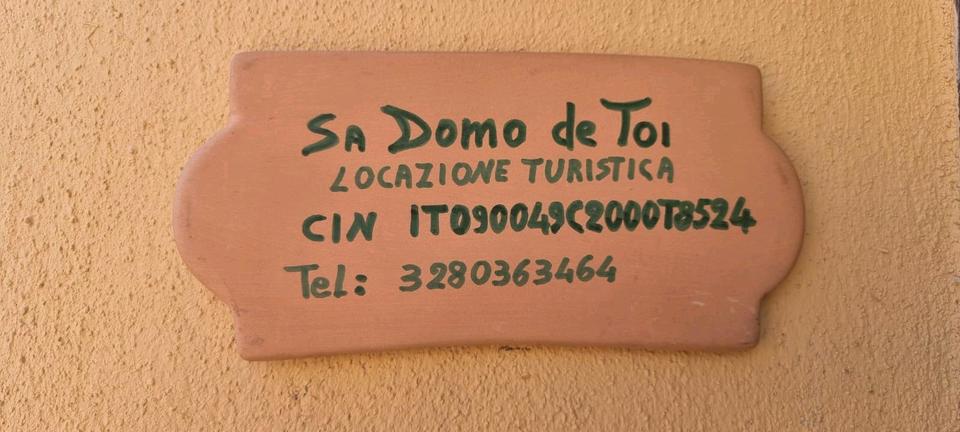 Sa Domo de Toi
LOCAZIONE TURISTICA
CIN IT090049C2000T8524
Tel: 3280363464